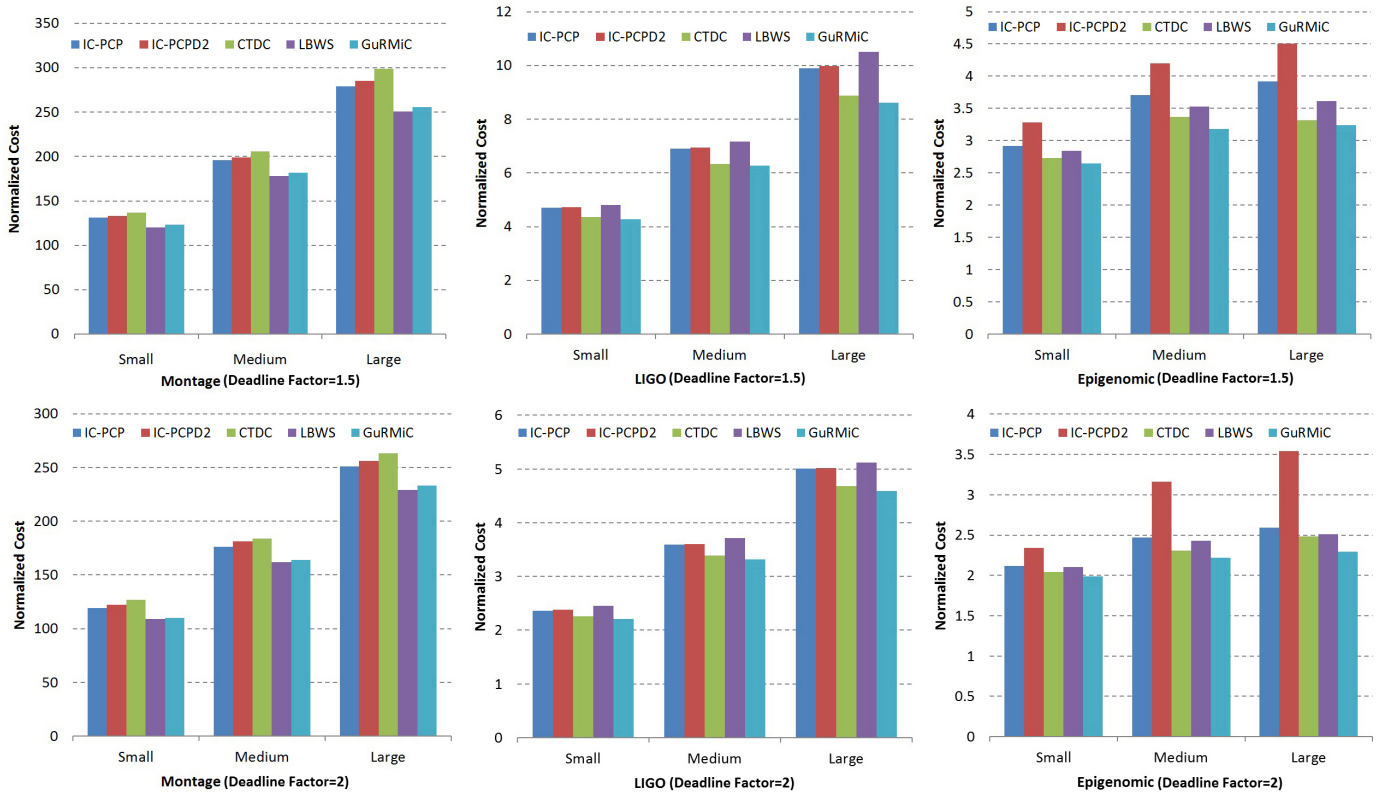 Normalized Cost
350
300
250
200
150
100
50
0
IC-PCP IC-PCPD2 CTDC LBWS GuRMiC
Small Medium Large
Montage (Deadline Factor=1.5)
Normalized Cost
12
10
8
6
4
2
0
IC-PCP IC-PCPD2 CTDC LBWS GuRMiC
Small Medium Large
LIGO (Deadline Factor=1.5)
Normalized Cost
5
4.5
4
3.5
3
2.5
2
1.5
1
0.5
0
IC-PCP IC-PCPD2 CTDC LBWS GuRMiC
Small Medium Large
Epigenomic (Deadline Factor=1.5)
Normalized Cost
300
250
200
150
100
50
0
IC-PCP IC-PCPD2 CTDC LBWS GuRMiC
Small Medium Large
Montage (Deadline Factor=2)
Normalized Cost
6
5
4
3
2
1
0
IC-PCP IC-PCPD2 CTDC LBWS GuRMiC
Small Medium Large
LIGO (Deadline Factor=2)
Normalized Cost
4
3.5
3
2.5
2
1.5
1
0.5
0
IC-PCP IC-PCPD2 CTDC LBWS GuRMiC
Small Medium Large
Epigenomic (Deadline Factor=2)